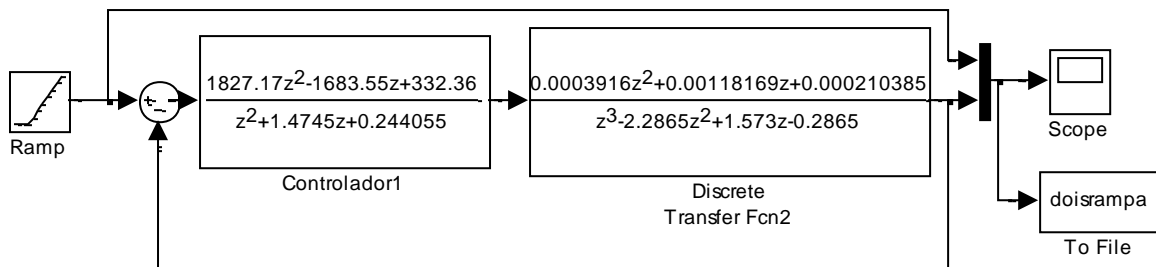 1827.17z2-1683.55z+332.36
z2+1.4745z+0.244055
0.0003916z2+0.00118169z+0.000210385
z3-2.2865z2+1.573z-0.2865
Ramp
Controlador1
Discrete
Transfer Fcn2
Scope
doisrampa
To File